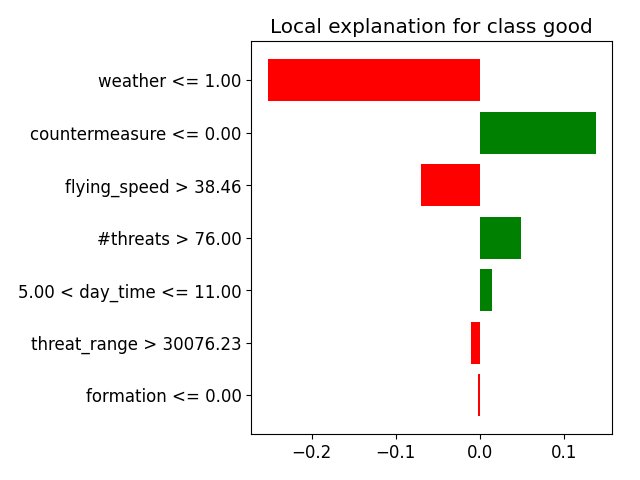 Local explanation for class good
weather <= 1.00
countermeasure <= 0.00
flying_speed > 38.46
#threats > 76.00
5.00 < day_time <= 11.00
threat_range > 30076.23
formation <= 0.00
−0.2 −0.1 0.0 0.1